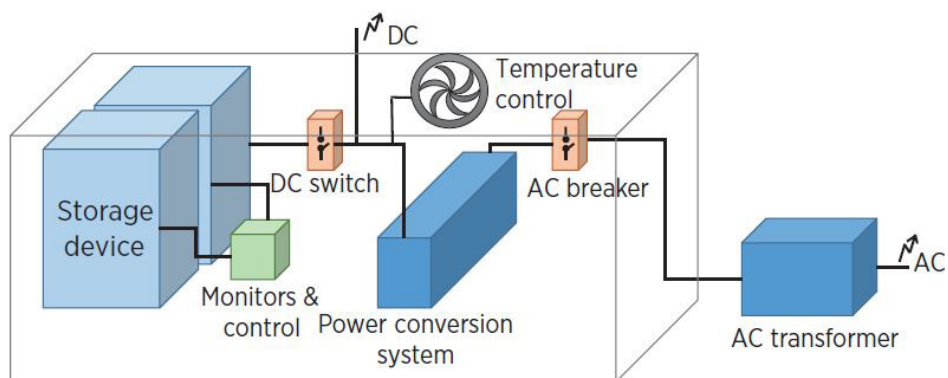 DC
Temperature
control
DC switch
AC breaker
Storage
device
Monitors &
control
Power conversion
system
AC
AC transformer